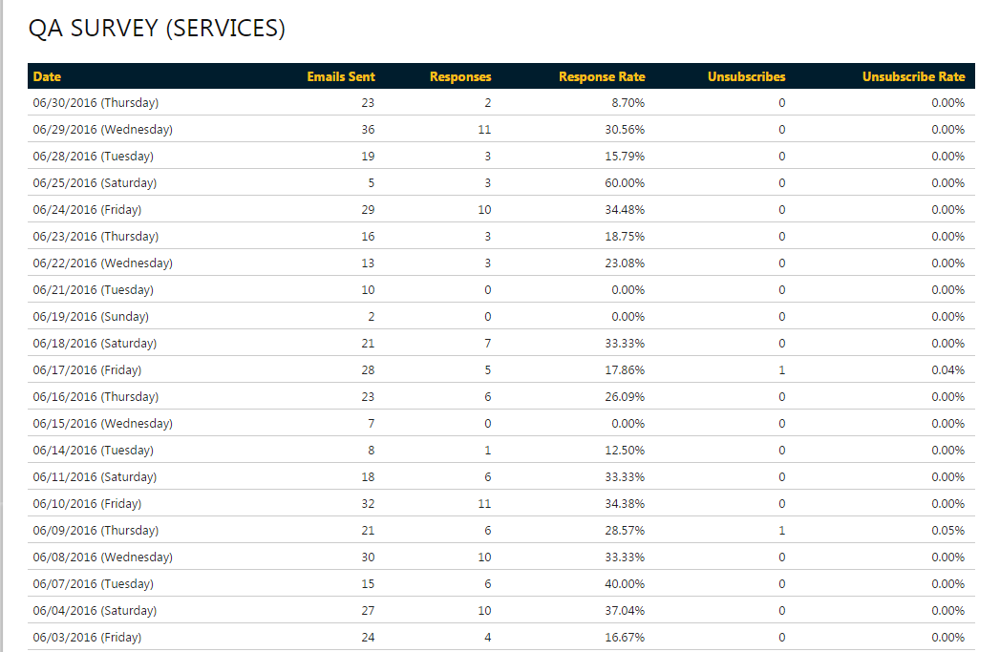 QA SURVEY (SERVICES)
Date Emails Sent Responses Response Rate Unsubscribes Unsubscribe Rate
06/30/2016 (Thursday) 23 2 8.70% 0 0.00%
06/29/2016 (Wednesday) 36 11 30.56% 0 0.00%
06/28/2016 (Tuesday) 19 3 15.79% 0 0.00%
06/25/2016 (Saturday) 5 3 60.00% 0 0.00%
06/24/2016 (Friday) 29 10 34.48% 0 0.00%
06/23/2016 (Thursday) 16 3 18.75% 0 0.00%
06/22/2016 (Wednesday) 13 3 23.08% 0 0.00%
06/21/2016 (Tuesday) 10 0 0.00% 0 0.00%
06/19/2016 (Sunday) 2 0 0.00% 0 0.00%
06/18/2016 (Saturday) 21 7 33.33% 0 0.00%
06/17/2016 (Friday) 28 5 17.86% 1 0.04%
06/16/2016 (Thursday) 23 6 26.09% 0 0.00%
06/15/2016 (Wednesday) 7 0 0.00% 0 0.00%
06/14/2016 (Tuesday) 8 1 12.50% 0 0.00%
06/11/2016 (Saturday) 18 6 33.33% 0 0.00%
06/10/2016 (Friday) 32 11 34.38% 0 0.00%
06/09/2016 (Thursday) 21 6 28.57% 1 0.05%
06/08/2016 (Wednesday) 30 10 33.33% 0 0.00%
06/07/2016 (Tuesday) 15 6 40.00% 0 0.00%
06/04/2016 (Saturday) 27 10 37.04% 0 0.00%
06/03/2016 (Friday) 24 4 16.67% 0 0.00%